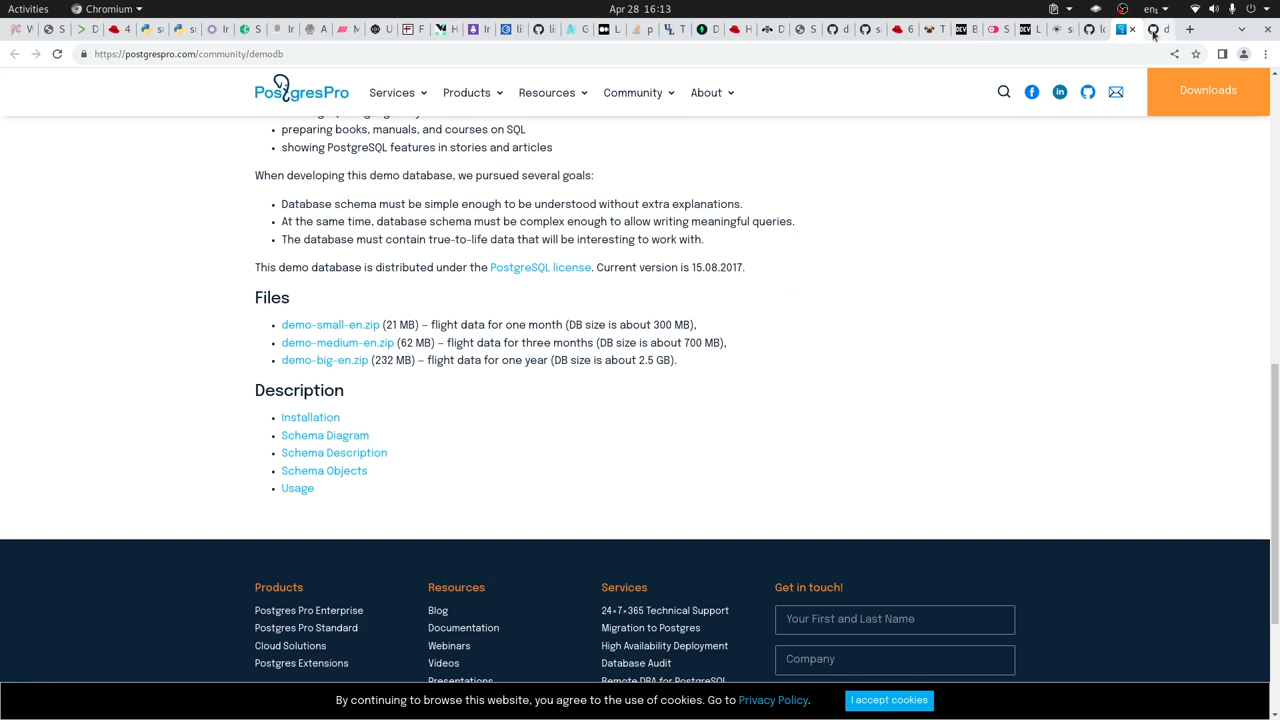 Activities
Chromium
Apr 28 16:13
en
https://postgrespro.com/community/demodb
PostgresPro
Services
Products
Resources
Community
About
Downloads
preparing books, manuals, and courses on SQL
showing PostgreSQL features in stories and articles
When developing this demo database, we pursued several goals:
Database schema must be simple enough to be understood without extra explanations.
At the same time, database schema must be complex enough to allow writing meaningful queries.
The database must contain true-to-life data that will be interesting to work with.
This demo database is distributed under the PostgreSQL license. Current version is 15.08.2017.
Files
demo-small-en.zip (21 MB) – flight data for one month (DB size is about 300 MB),
demo-medium-en.zip (62 MB) – flight data for three months (DB size is about 700 MB),
demo-big-en.zip (232 MB) – flight data for one year (DB size is about 2.5 GB).
Description
Installation
Schema Diagram
Schema Description
Schema Objects
Usage
Products
Postgres Pro Enterprise
Postgres Pro Standard
Cloud Solutions
Postgres Extensions
Resources
Blog
Documentation
Webinars
Videos
Presentations
Services
24×7×365 Technical Support
Migration to Postgres
High Availability Deployment
Database Audit
Remote DBA for PostgreSQL
Get in touch!
Your First and Last Name
Company
By continuing to browse this website, you agree to the use of cookies. Go to Privacy Policy.
I accept cookies